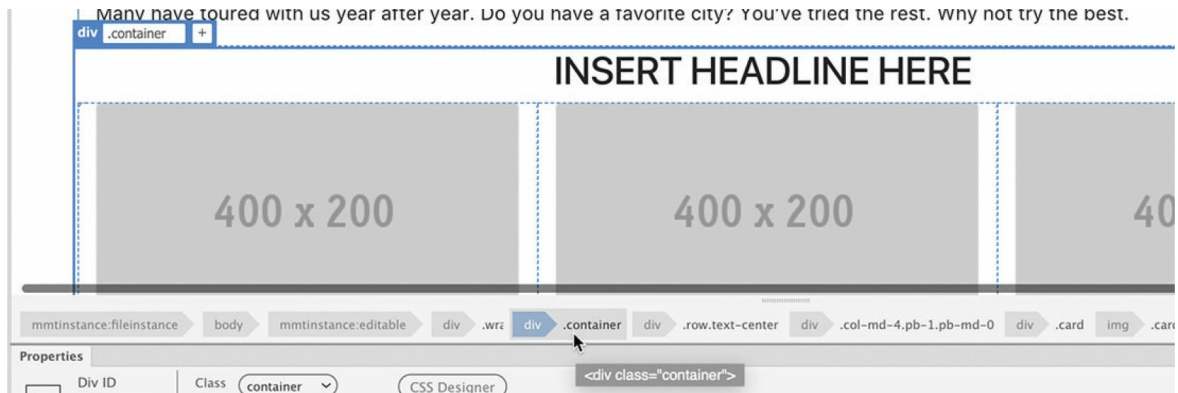 Many have toured with us year after year. Do you have a favorite city? You've tried the rest. Why not try the best.
div .container +
INSERT HEADLINE HERE
400 x 200 400 x 200 40
mmtinstance:fileinstance body mmtinstance:editable div .wra div .container div .row.text-center div .col-md-4.pb-1.pb-md-0 div .card img .card
Properties
<div class="container">
Div ID Class container CSS Designer